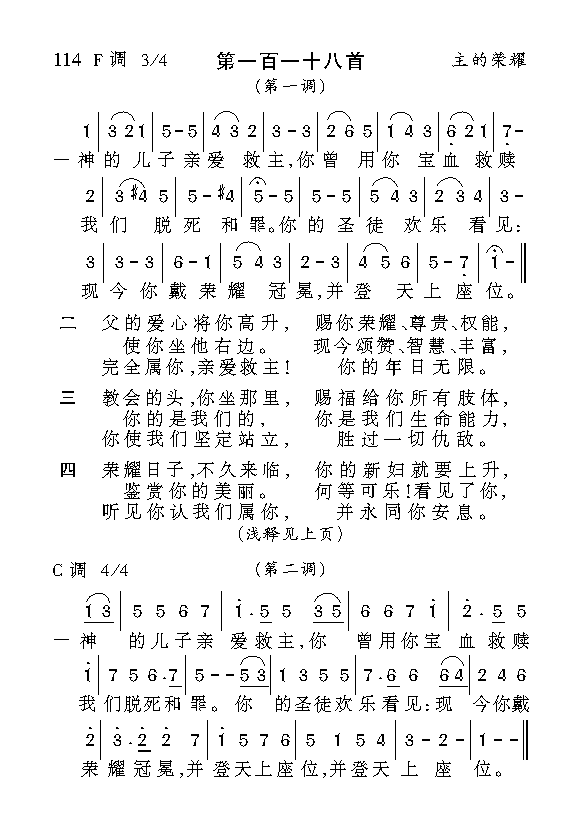 114 F 调 3/4 第一百一十八首 主的荣耀
(第一调)
1|3 2 1|5-5|4 3 2|3-3|2 6 5|1 4 3|6 2 1|7-
一神的儿子亲爱救主,你曾用你宝血救赎
2|3 #4 5|5-#4|5-5|5-5|5 4 3|2 3 4|3-
我们脱死和罪。你的圣徒欢乐看见:
3|3-3|6-1|5 4 3|2-3|4 5 6|5-7|1-‖
现今你戴荣耀冠冕,并登天上座位。
二 父的爱心将你高升, 赐你荣耀、尊贵、权能,
使你坐他右边。 现今颂赞、智慧、丰富,
完全属你,亲爱救主! 你的年日无限。
三 教会的头,你坐那里, 赐福给你所有肢体,
你的是我们的, 你是我们生命能力,
你使我们坚定站立, 胜过一切仇敌。
四 荣耀日子,不久来临, 你的新妇就要上升,
鉴赏你的美丽。 何等可乐!看见了你,
听见你认我们属你, 并永同你安息。
(浅释见上页)
C 调 4/4 (第二调)
1 3|5 5 6 7|1·5 5 3 5|6 6 7 1|2·5 5
一神的儿子亲爱救主,你曾用你宝血救赎
1|7 5 6·7|5--5 3|1 3 5 5|7·6 6 6 4|2 4 6
我们脱死和罪。你的圣徒欢乐看见:现今你戴
2|3·2 2 7|1 5 7 6|5 1 5 4|3-2-|1--‖
荣耀冠冕,并登天上座位,并登天上座位。